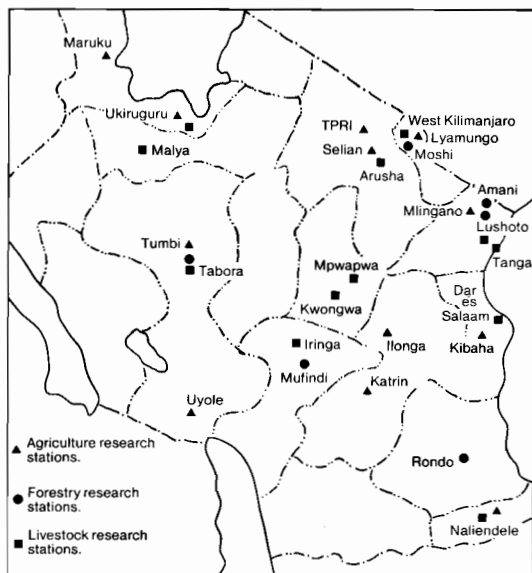 Maruku
Ukiruguru
Malya
TPRI
Selian
Arusha
West Kilimanjaro
Lyamungo
Moshi
Amani
Mlingano
Lushoto
Tanga
Tumbi
Tabora
Mpwapwa
Kwongwa
Dar
es
Salaam
Kibaha
Iringa
Mufindi
Ilonga
Katrin
Uyole
Rondo
Naliendele
Agriculture research
stations.
Forestry research
stations.
Livestock research
stations.